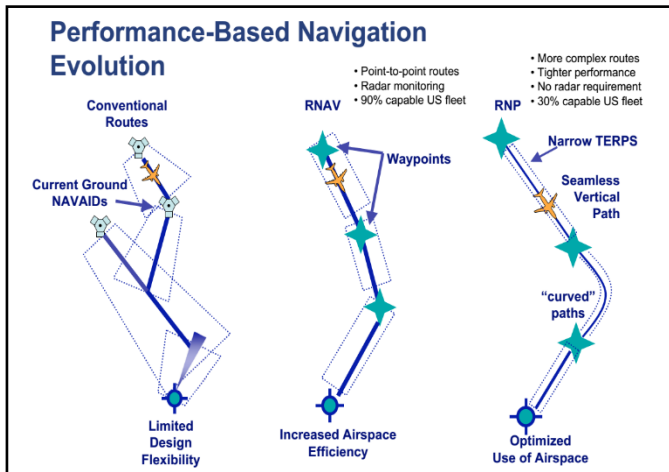 Performance-Based Navigation
Evolution
Conventional
Routes
Current Ground
NAVAIDs
Limited
Design
Flexibility
• Point-to-point routes
• Radar monitoring
• 90% capable US fleet
RNAV
Waypoints
Increased Airspace
Efficiency
• More complex routes
• Tighter performance
• No radar requirement
• 30% capable US fleet
RNP
Narrow TERPS
Seamless
Vertical
Path
“curved”
paths
Optimized
Use of Airspace